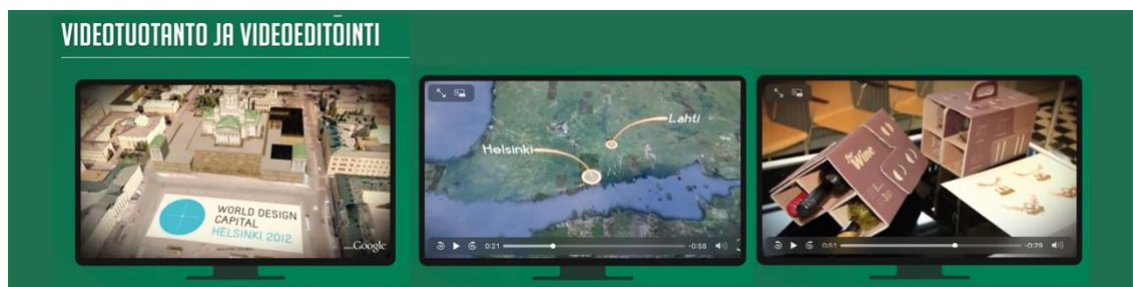 VIDEOTUOTANTO JA VIDEOEDITOINTI
WORLD DESIGN
CAPITAL
HELSINKI 2012
Google
Lahti
Helsinki
0:21
-0:58
Wine
0:51
-0:29